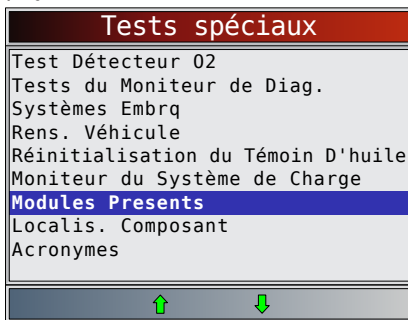 Tests spéciaux
Test Détecteur O2
Tests du Moniteur de Diag.
Systèmes Embrq
Rens. Véhicule
Réinitialisation du Témoin D'huile
Moniteur du Système de Charge
Modules Presents
Localis. Composant
Acronymes